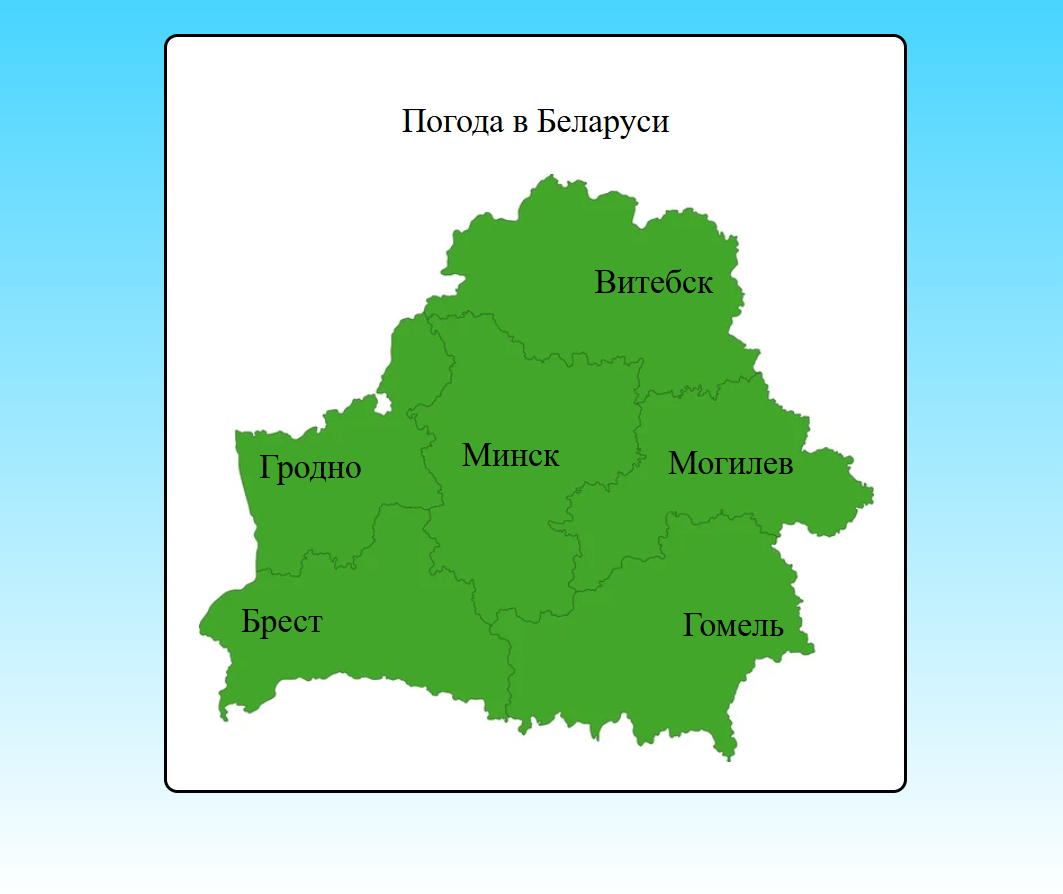 Погода в Беларуси
Витебск
Минск
Могилев
Гродно
Брест
Гомель